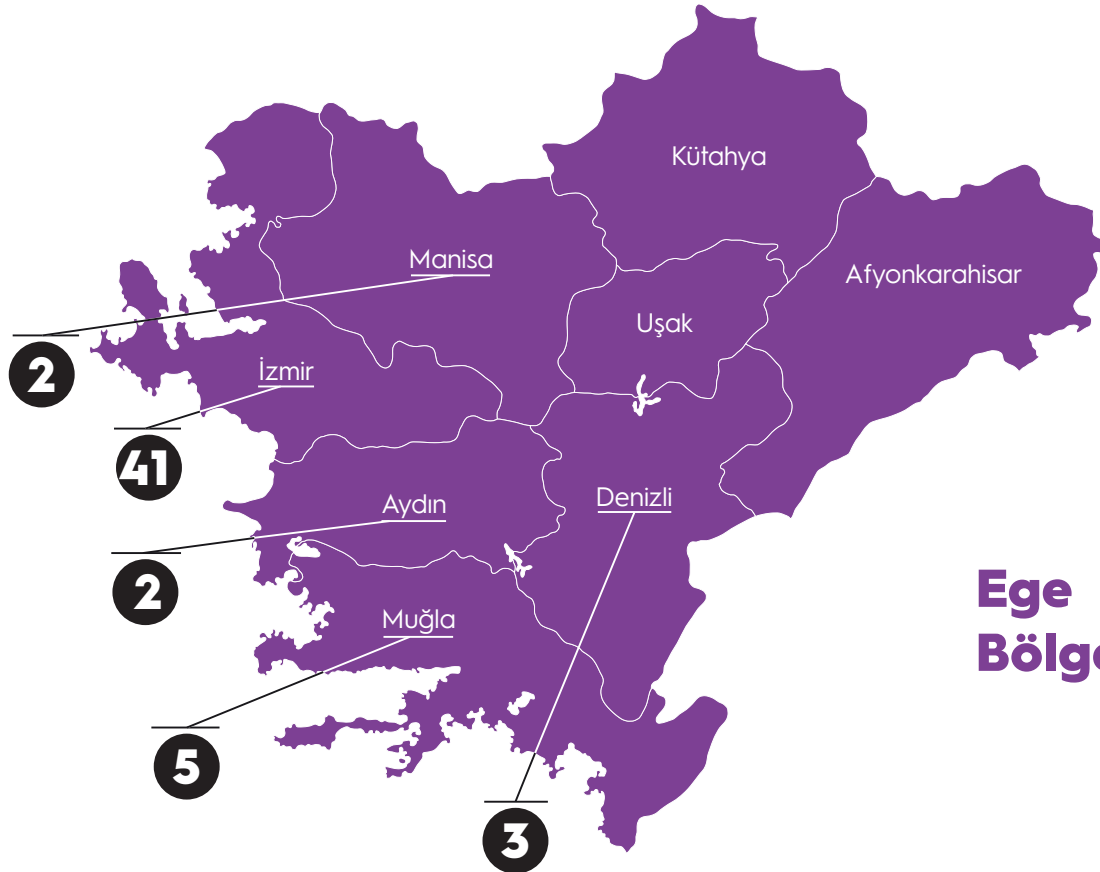 Kütahya
Manisa
Afyonkarahisar
Uşak
2
İzmir
41
Aydın
Denizli
2
Muğla
Ege
5
3